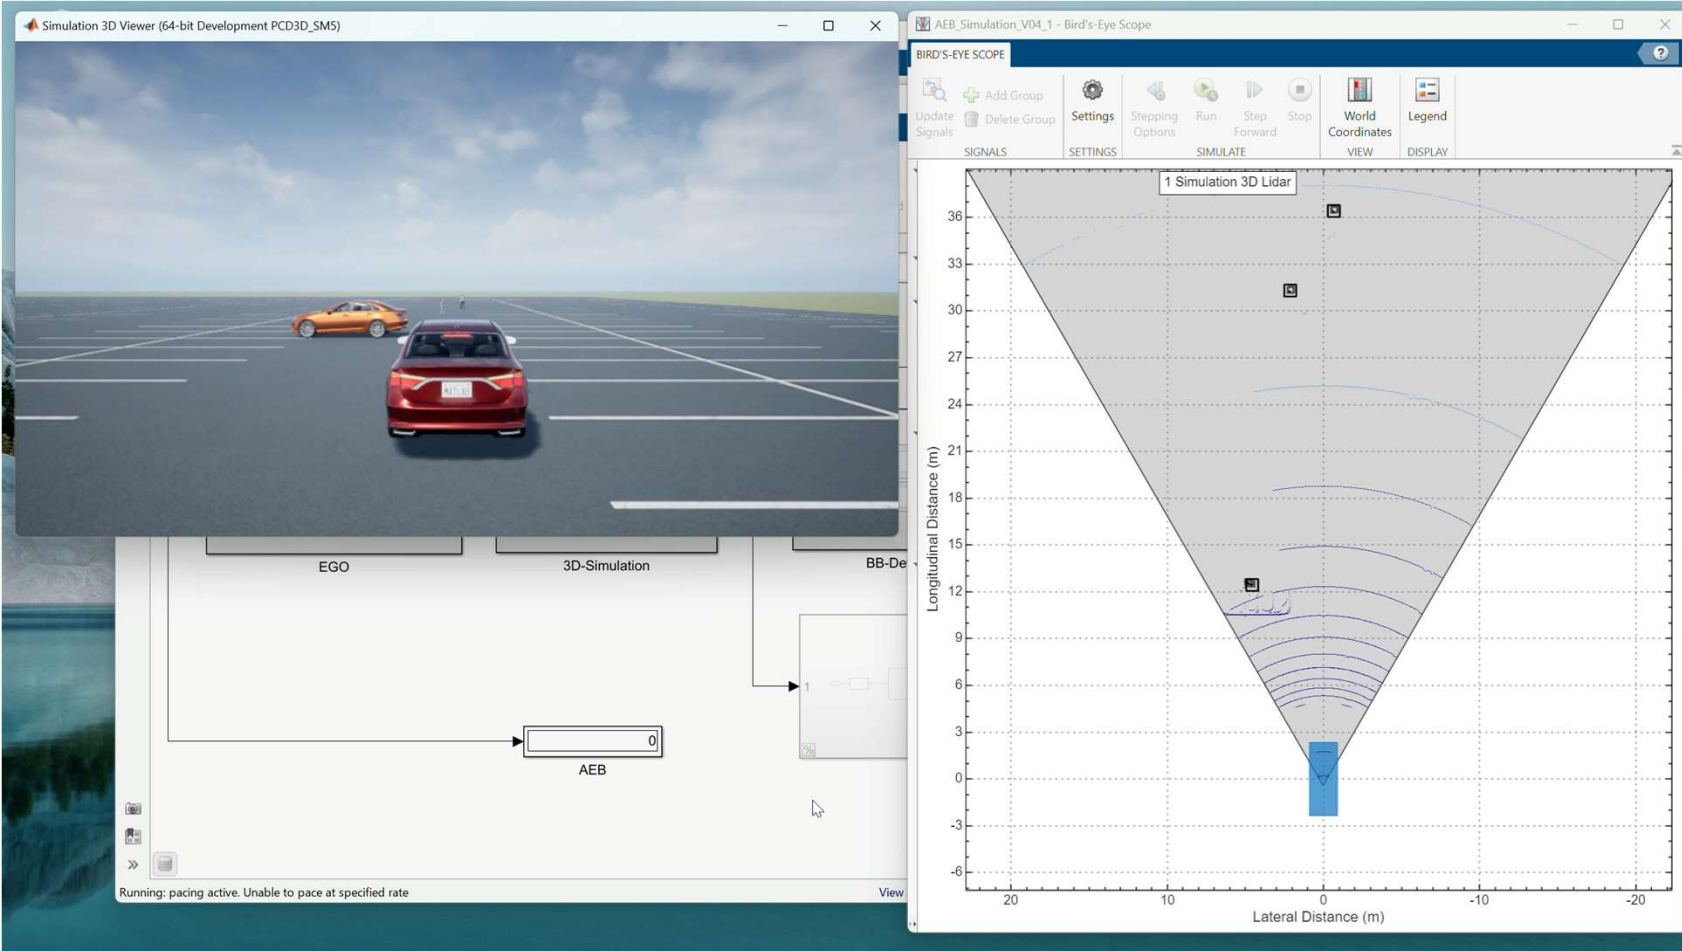 Simulation 3D Viewer (64-bit Development PCD3D_SM5)
MATLAB
EGO
3D-Simulation
BB-De
1
0
AEB
Running: pacing active. Unable to pace at specified rate
View
AEB_Simulation_V04_1 - Bird's-Eye Scope
BIRD'S-EYE SCOPE
?
Update
Signals
Add Group
Delete Group
SIGNALS
Settings
SETTINGS
Stepping
Options
Run
Step
Forward
Stop
SIMULATE
World
Coordinates
VIEW
Legend
DISPLAY
1 Simulation 3D Lidar
36
33
30
27
24
21
18
15
12
9
6
3
0
-3
-6
Longitudinal Distance (m)
20
10
0
-10
-20
Lateral Distance (m)